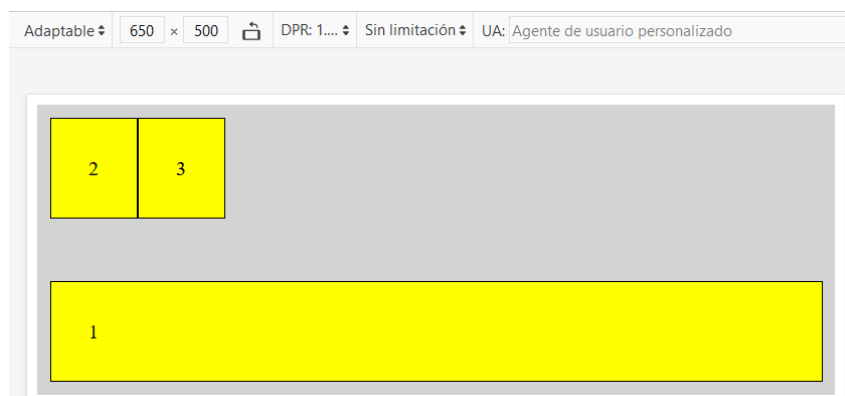 Adaptable 650 × 500 DPR: 1.... Sin limitación UA: Agente de usuario personalizado
2 3
1